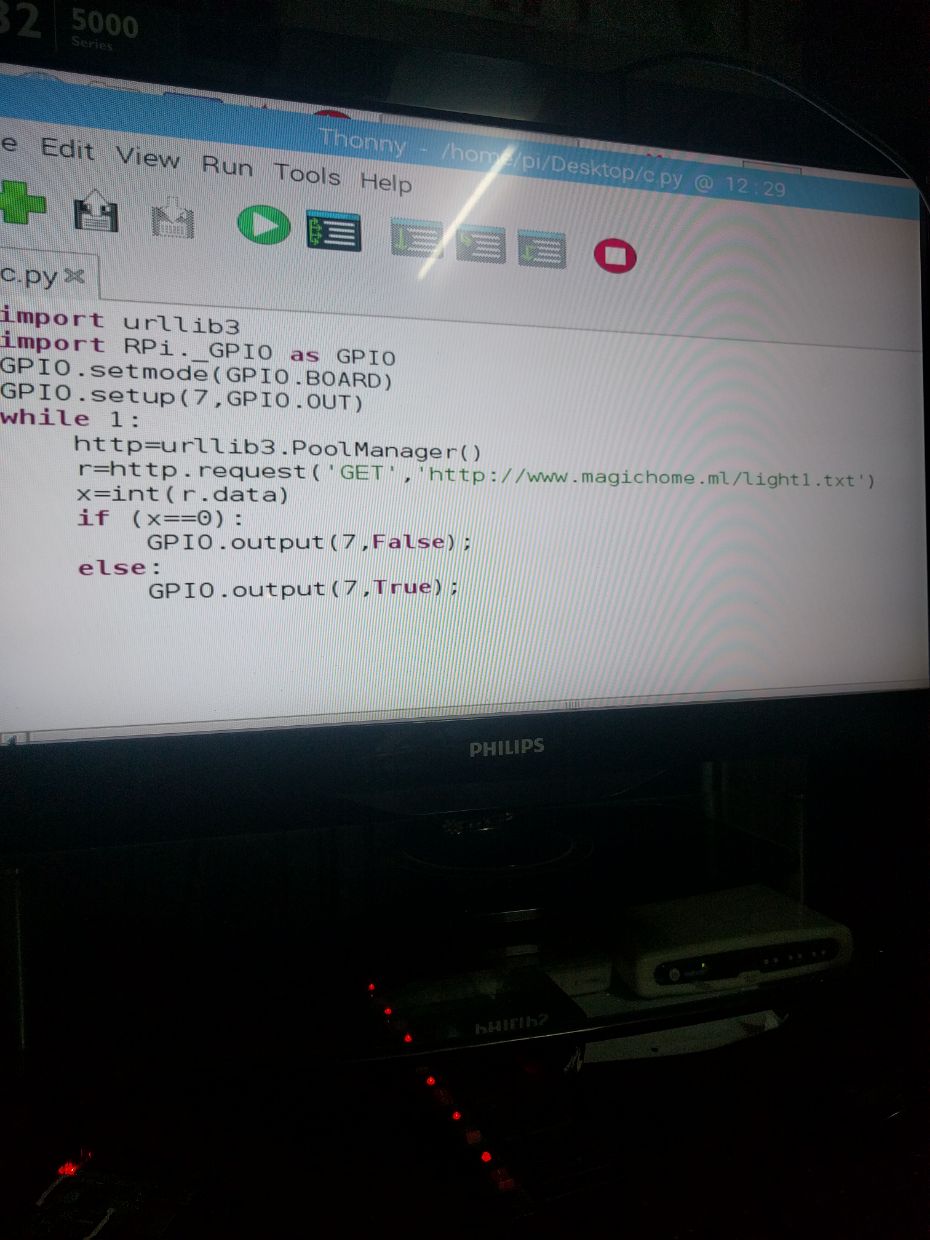 32 5000
Series
Thonny - /home/pi/Desktop/c.py @ 12:29
e Edit View Run Tools Help
c.py
import urllib3
import RPi._GPIO as GPIO
GPIO.setmode(GPIO.BOARD)
GPIO.setup(7,GPIO.OUT)
while 1:
http=urllib3.PoolManager()
r=http.request('GET','http://www.magichome.ml/light1.txt')
x=int(r.data)
if (x==0):
GPIO.output(7,False);
else:
GPIO.output(7,True);
PHILIPS